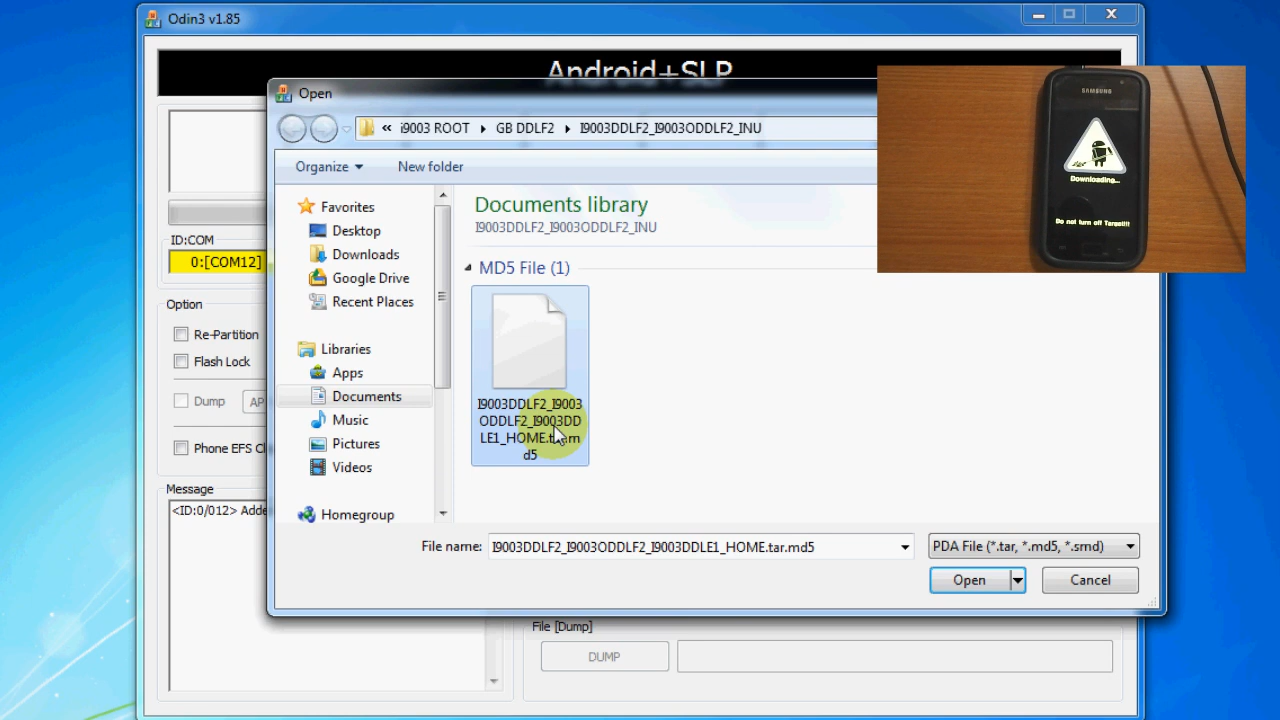 Odin3 v1.85
Android+SLP
Open
« i9003 ROOT GB DDLF2 I9003DDLF2_I9003ODDLF2_INU
Organize New folder
Favorites
Desktop
Downloads
Google Drive
Recent Places
Libraries
Apps
Documents
Music
Pictures
Videos
Homegroup
Documents library
I9003DDLF2_I9003ODDLF2_INU
MD5 File (1)
I9003DDLF2_I9003
ODDLF2_I9003DD
LE1_HOME.tar.m
d5
File name: I9003DDLF2_I9003ODDLF2_I9003DDLE1_HOME.tar.md5 PDA File (*.tar, *.md5, *.smd)
Open Cancel
SAMSUNG
Downloading...
Do not turn off Target!!!
ID:COM
0:[COM12]
Option
Re-Partition
Flash Lock
Dump AP
Phone EFS Cl
Message
<ID:0/012> Adde
File [Dump]
DUMP